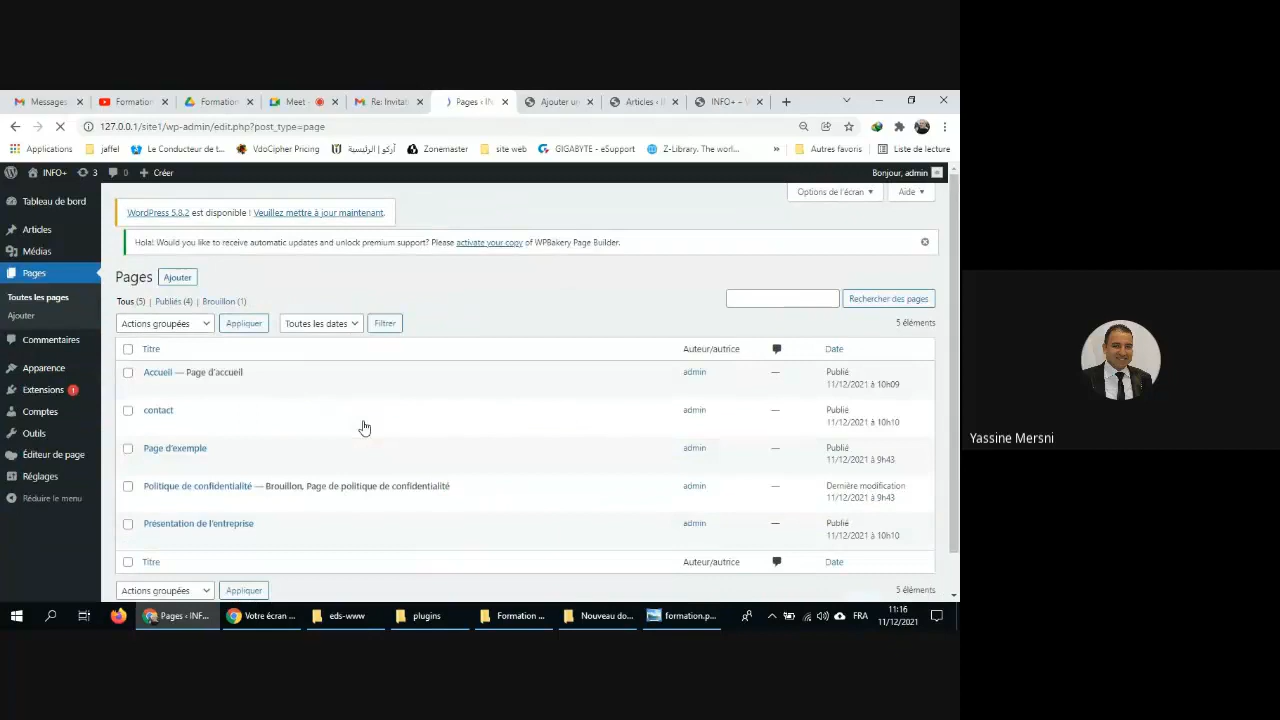 Messages
Formation
Formation
Meet -
Re: Invitat
Pages ‹ IN
Ajouter u
Articles ‹
INFO+ –
127.0.0.1/site1/wp-admin/edit.php?post_type=page
Applications
jaffel
Le Conducteur de t...
VdoCipher Pricing
أركو | الرئيسية
Zonemaster
site web
GIGABYTE - eSupport
Z-Library. The worl...
»
Autres favoris
Liste de lecture
INFO+
3
0
Créer
Bonjour, admin
Options de l'écran
Aide
WordPress 5.8.2 est disponible ! Veuillez mettre à jour maintenant.
Hola! Would you like to receive automatic updates and unlock premium support? Please activate your copy of WPBakery Page Builder.
Tableau de bord
Articles
Médias
Pages
Toutes les pages
Ajouter
Commentaires
Apparence
Extensions 1
Comptes
Outils
Éditeur de page
Réglages
Réduire le menu
Pages Ajouter
Tous (5) | Publiés (4) | Brouillon (1)
Rechercher des pages
Actions groupées Appliquer Toutes les dates Filtrer 5 éléments
Titre Auteur/autrice Date
Accueil — Page d'accueil admin — Publié
11/12/2021 à 10h09
contact admin — Publié
11/12/2021 à 10h10
Page d'exemple admin — Publié
11/12/2021 à 9h43
Politique de confidentialité — Brouillon, Page de politique de confidentialité admin — Dernière modification
11/12/2021 à 9h43
Présentation de l'entreprise admin — Publié
11/12/2021 à 10h10
Titre Auteur/autrice Date
Actions groupées Appliquer 5 éléments
Pages ‹ INF...
Votre écran ...
eds-www
plugins
Formation ...
Nouveau do...
formation.p...
FRA
11:16
11/12/2021
Yassine Mersni